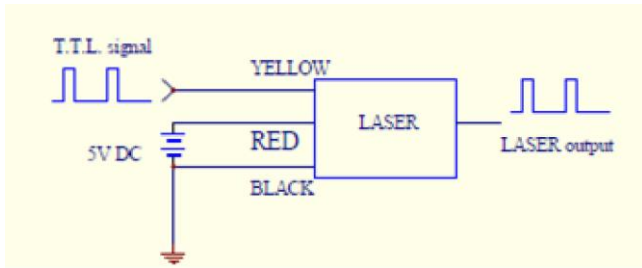 T.T.L. signal
YELLOW
LASER
5V DC
RED
LASER output
BLACK